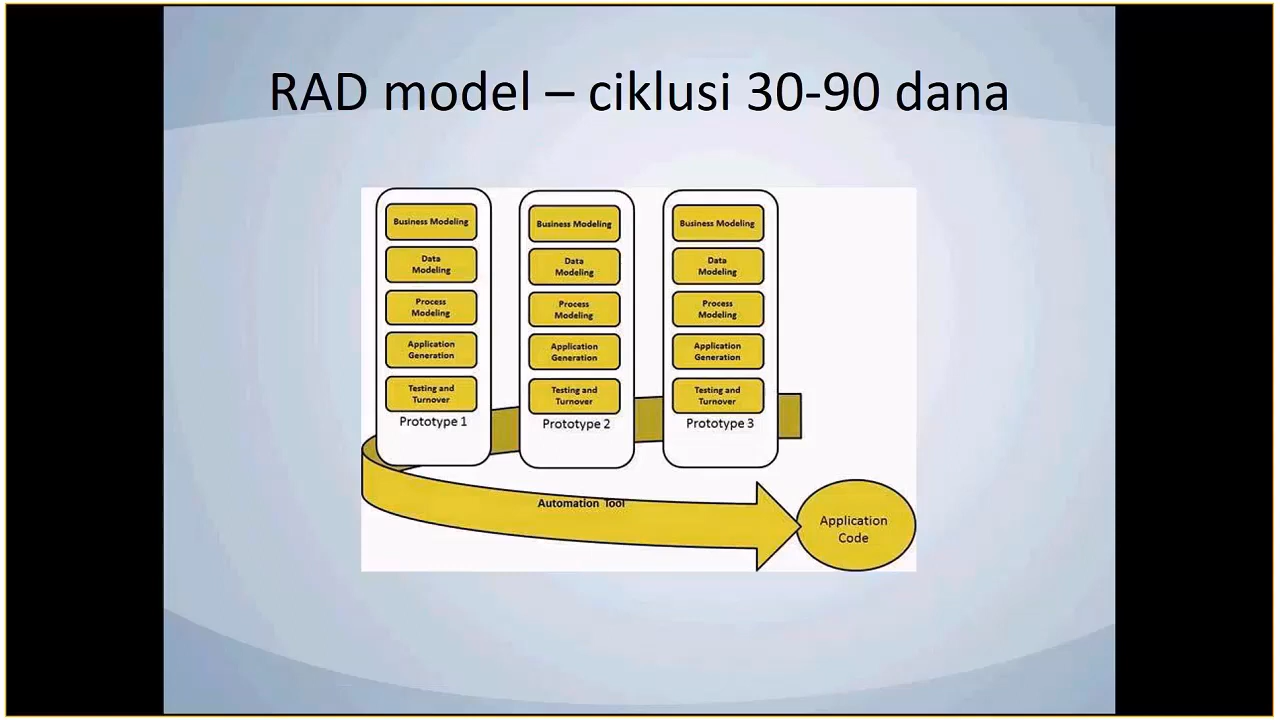 RAD model – ciklusi 30-90 dana
Business Modeling
Data
Modeling
Process
Modeling
Application
Generation
Testing and
Turnover
Prototype 1
Business Modeling
Data
Modeling
Process
Modeling
Application
Generation
Testing and
Turnover
Prototype 2
Business Modeling
Data
Modeling
Process
Modeling
Application
Generation
Testing and
Turnover
Prototype 3
Automation Tool
Application
Code